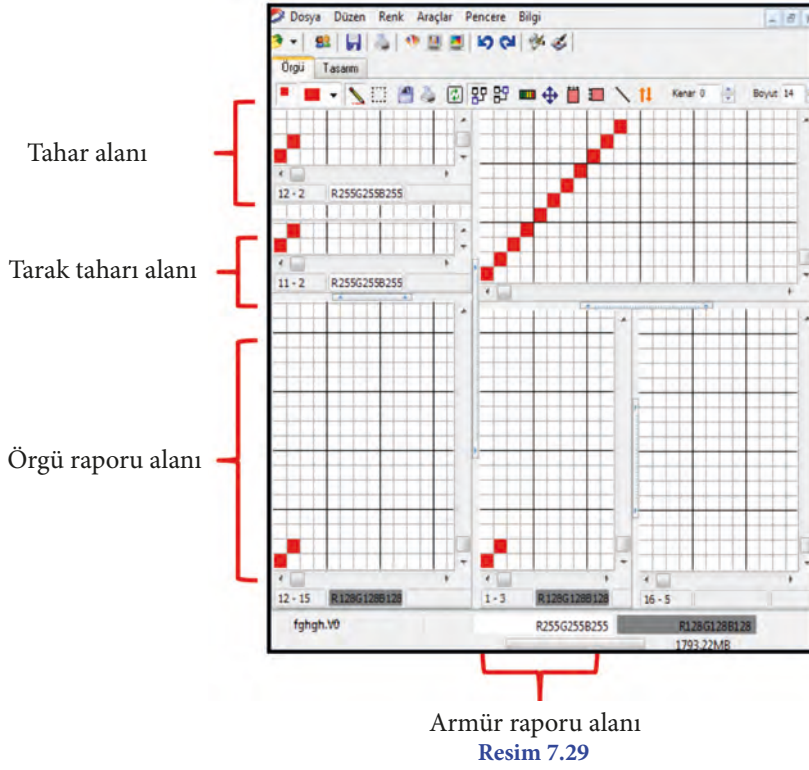 Dosya Düzen Renk Araçlar Pencere Bilgi
Örgü Tasarım
Kenar 0 Boyut 14
Tahar alanı
12 - 2 R255G255B255
Tarak taharı alanı
11 - 2 R255G255B255
Örgü raporu alanı
12 - 15 R128G128B128 1 - 3 R128G128B128 16 - 5
fghgh.V0 R255G255B255 R128G128B128
1793.22MB
Armür raporu alanı
Resim 7.29